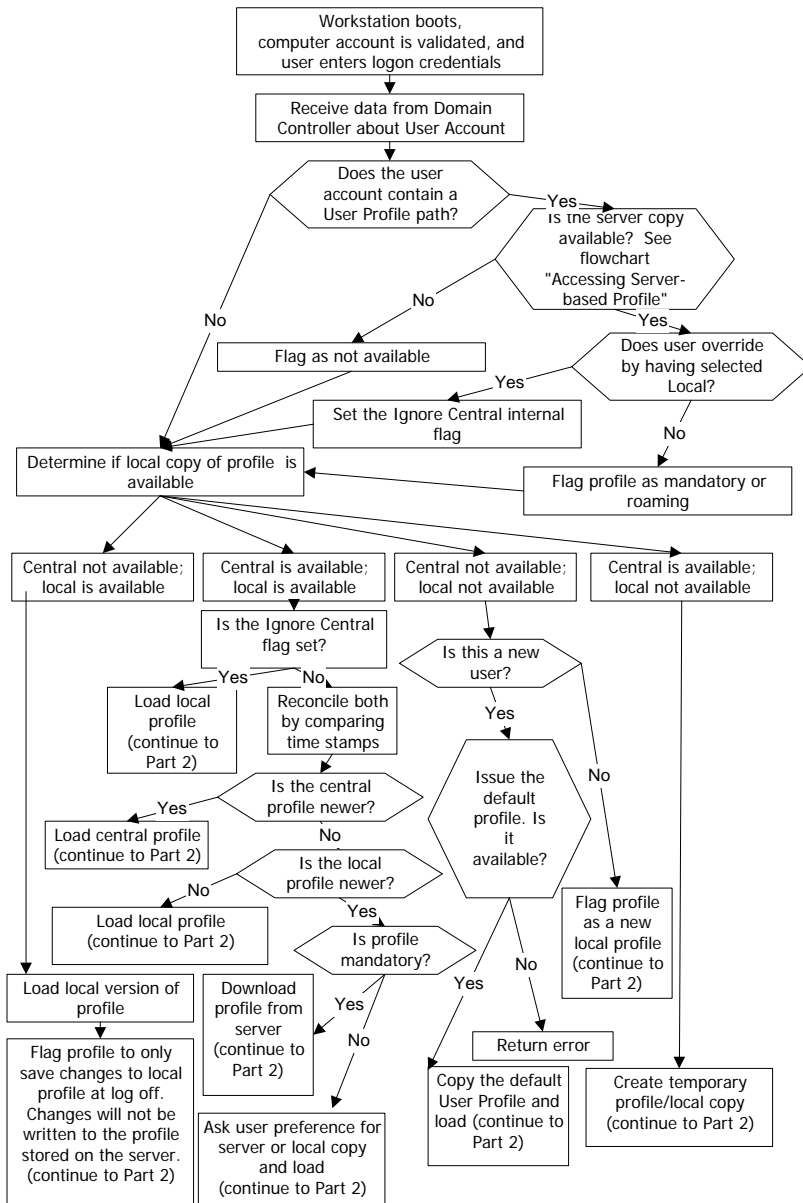 Workstation boots,
computer account is validated, and
user enters logon credentials
Receive data from Domain
Controller about User Account
Does the user
account contain a
User Profile path?
Yes
No
Is the server copy
available?  See
flowchart
"Accessing Server-
based Profile"
No
Yes
Flag as not available
Does user override
by having selected
Local?
Yes
No
Set the Ignore Central internal
flag
Flag profile as mandatory or
roaming
Determine if local copy of profile  is
available
Central not available;
local is available
Central is available;
local is available
Central not available;
local not available
Central is available;
local not available
Is the Ignore Central
flag set?
Yes
No
Load local
profile
(continue to
Part 2)
Reconcile both
by comparing
time stamps
Is this a new
user?
Yes
No
Is the central
profile newer?
Yes
No
Load central profile
(continue to Part 2)
Issue the
default
profile. Is
it
available?
Is the local
profile newer?
No
Yes
Load local profile
(continue to Part 2)
Is profile
mandatory?
Yes
No
Flag profile
as a new
local profile
(continue to
Part 2)
Yes
No
Load local version of
profile
Download
profile from
server
(continue to
Part 2)
Return error
Flag profile to only
save changes to local
profile at log off.
Changes will not be
written to the profile
stored on the server.
(continue to Part 2)
Ask user preference for
server or local copy
and load
(continue to Part 2)
Copy the default
User Profile and
load (continue to
Part 2)
Create temporary
profile/local copy
(continue to Part 2)